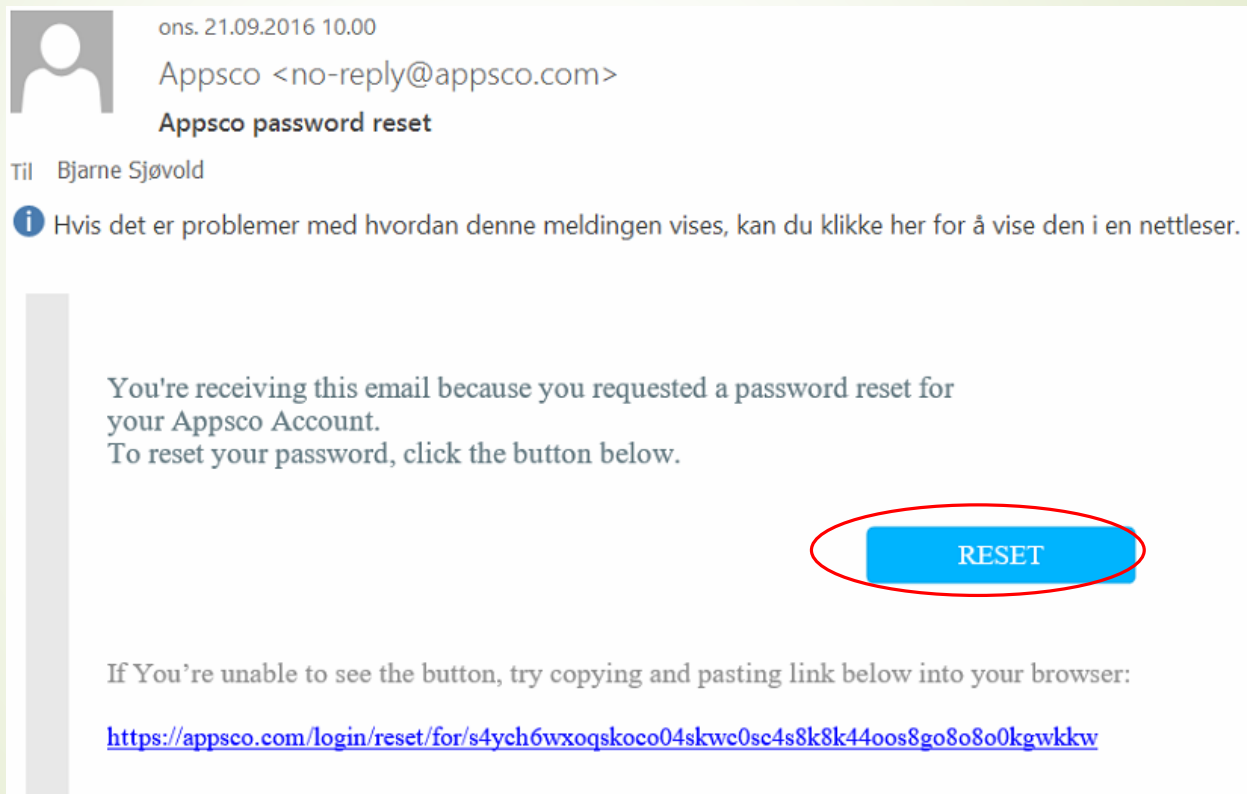 ons. 21.09.2016 10.00
Appsco <no-reply@appsco.com>
Appsco password reset
Til Bjarne Sjøvold
Hvis det er problemer med hvordan denne meldingen vises, kan du klikke her for å vise den i en nettleser.
You're receiving this email because you requested a password reset for
your Appsco Account.
To reset your password, click the button below.
RESET
If You’re unable to see the button, try copying and pasting link below into your browser:
https://appsco.com/login/reset/for/s4ych6wxoqskoco04skwc0sc4s8k8k44oos8go8o8o0kgwkkw